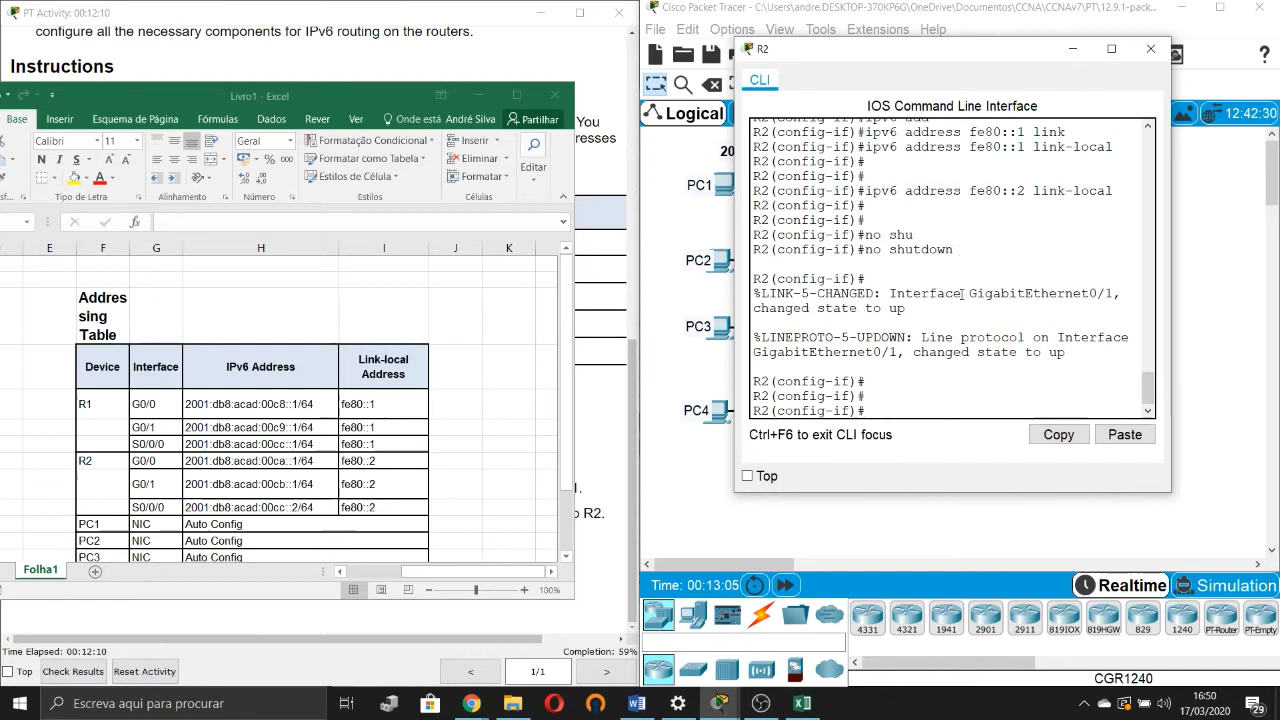 PT Activity: 00:12:10
configure all the necessary components for IPv6 routing on the routers.
Instructions
You
resses
Livro1 - Excel
Base Inserir Esquema de Página Fórmulas Dados Rever Ver Onde está André Silva Partilhar
Calibri 11
Geral
Formatação Condicional
Formatar como Tabela
Estilos de Célula
Inserir
Eliminar
Formatar
Editar
N I S
Tipo de Letra Alinhamento Número Estilos Células
fx
E F G H I J K
Addres
sing
Table
Device Interface IPv6 Address Link-local
Address
R1 G0/0 2001:db8:acad:00c8::1/64 fe80::1
G0/1 2001:db8:acad:00c9::1/64 fe80::1
S0/0/0 2001:db8:acad:00cc::1/64 fe80::1
R2 G0/0 2001:db8:acad:00ca::1/64 fe80::2
G0/1 2001:db8:acad:00cb::1/64 fe80::2
S0/0/0 2001:db8:acad:00cc::2/64 fe80::2
PC1 NIC Auto Config
PC2 NIC Auto Config
PC3 NIC Auto Config
1.
o R2.
Folha1
100%
Time Elapsed: 00:12:10
Completion: 59%
Top Check Results Reset Activity < 1/1 >
Cisco Packet Tracer - C:\Users\andre.DESKTOP-370KP6G\OneDrive\Documentos\CCNA\CCNAv7\PT\12.9.1-pack...
File Edit Options View Tools Extensions Help
Logical
12:42:30
20
PC1
PC2
PC3
PC4
R2
CLI
IOS Command Line Interface
R2(config-if)#ipv6 add
R2(config-if)#ipv6 address fe80::1 link
R2(config-if)#ipv6 address fe80::1 link-local
R2(config-if)#
R2(config-if)#
R2(config-if)#ipv6 address fe80::2 link-local
R2(config-if)#
R2(config-if)#
R2(config-if)#no shu
R2(config-if)#no shutdown
R2(config-if)#
%LINK-5-CHANGED: Interface GigabitEthernet0/1,
changed state to up
%LINEPROTO-5-UPDOWN: Line protocol on Interface
GigabitEthernet0/1, changed state to up
R2(config-if)#
R2(config-if)#
R2(config-if)#
Ctrl+F6 to exit CLI focus
Copy Paste
Top
Time: 00:13:05
Realtime Simulation
4331 4321 1941 2901 2911 819IOX 819HGW 829 1240 PT-Router PT-Empty
CGR1240
Escreva aqui para procurar
16:50
17/03/2020
29